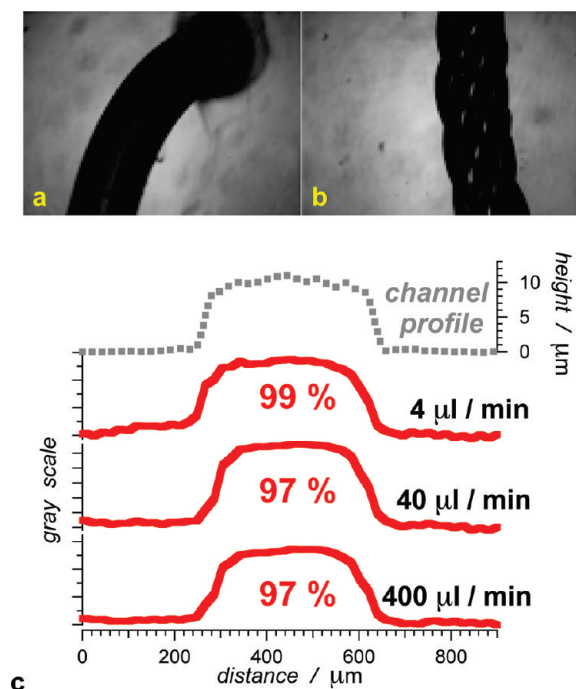 a
b
channel
profile
height / μm
10
5
0
99 %
4 μl / min
97 %
40 μl / min
97 %
400 μl / min
gray scale
0
200
400
600
800
distance / μm
c